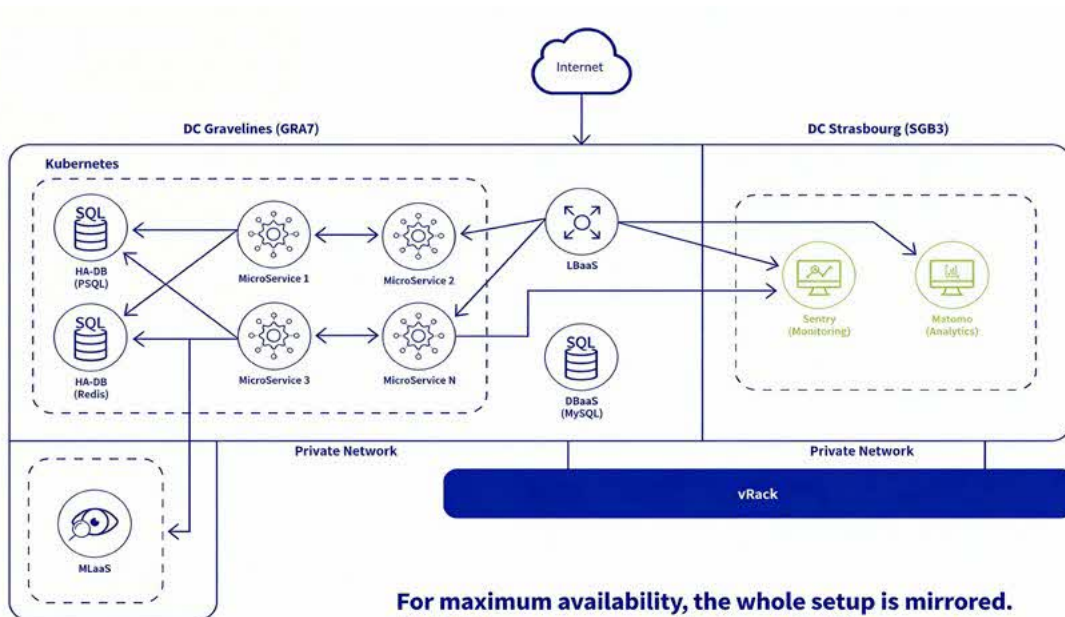 Internet
DC Gravelines (GRA7)
DC Strasbourg (SGB3)
Kubernetes
SQL
HA-DB
(PSQL)
MicroService 1
MicroService 2
LBaaS
Sentry
(Monitoring)
Matomo
(Analytics)
SQL
HA-DB
(Redis)
MicroService 3
MicroService N
SQL
DBaaS
(MySQL)
Private Network
Private Network
vRack
MLaaS
For maximum availability, the whole setup is mirrored.